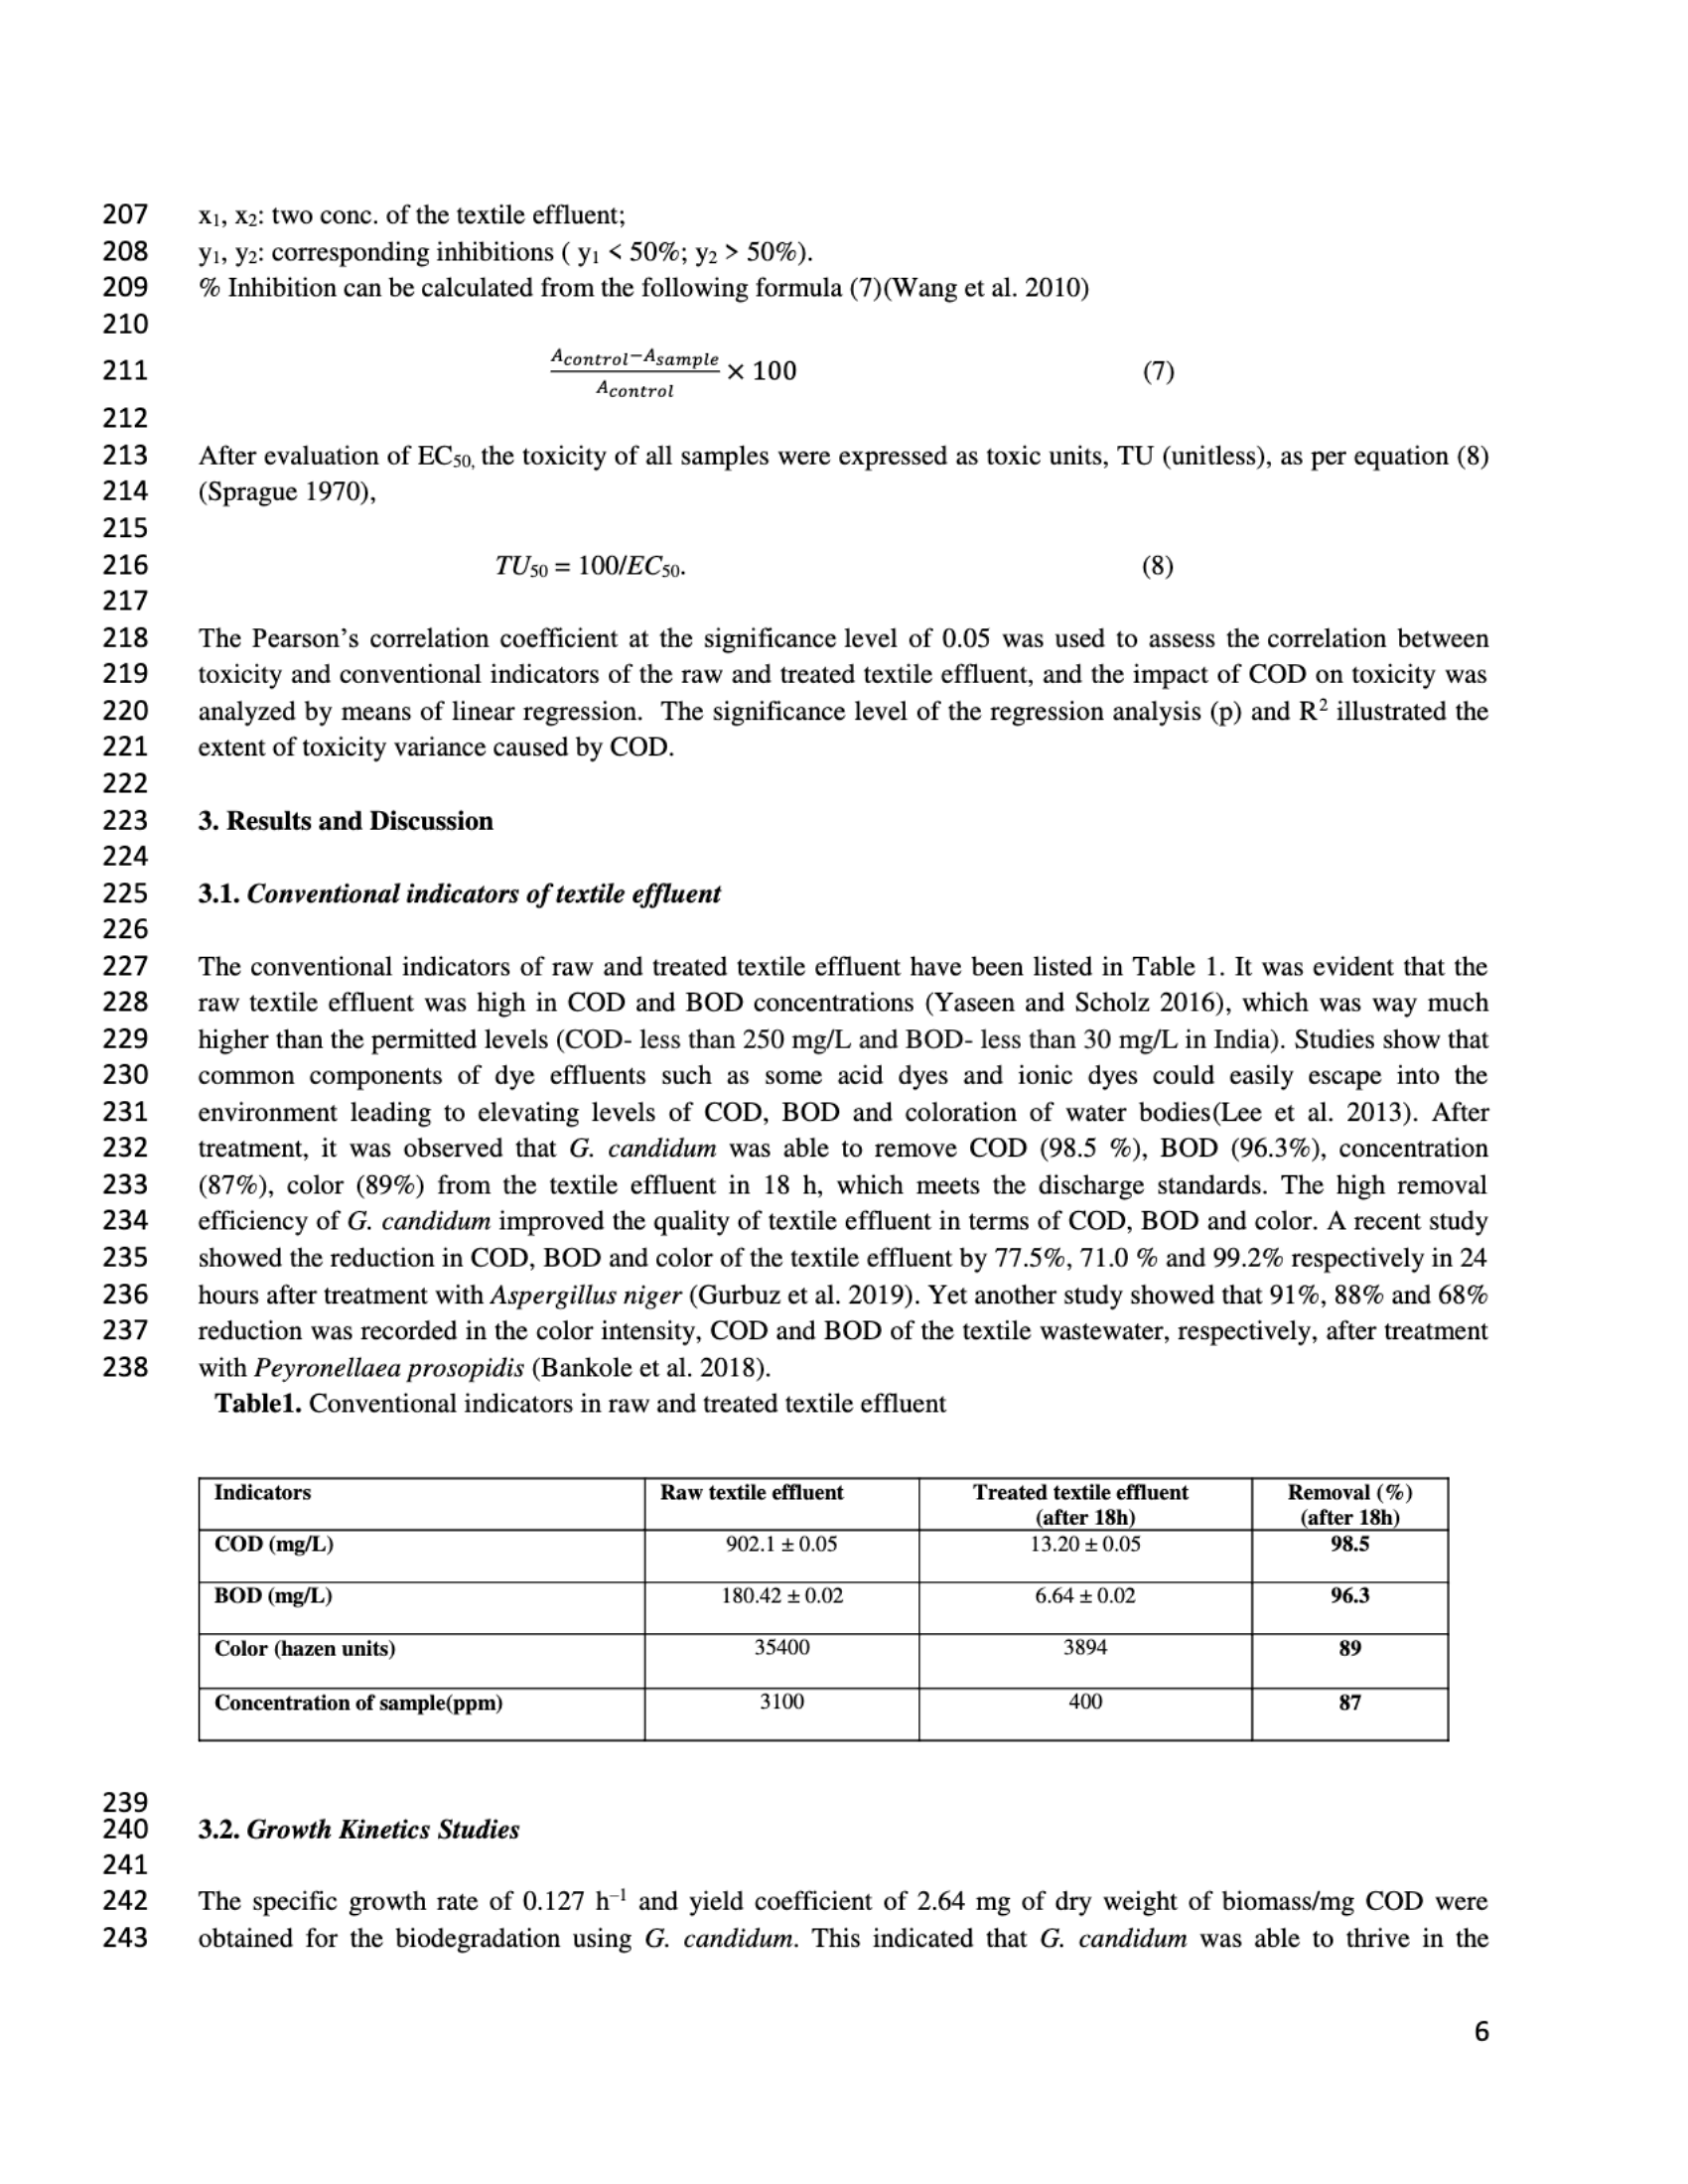 207 x1, x2: two conc. of the textile effluent;
208 y1, y2: corresponding inhibitions ( y1 < 50%; y2 > 50%).
209 % Inhibition can be calculated from the following formula (7)(Wang et al. 2010)
210
211 Acontrol−Asample / Acontrol × 100 (7)
212
213 After evaluation of EC50, the toxicity of all samples were expressed as toxic units, TU (unitless), as per equation (8)
214 (Sprague 1970),
215
216 TU50 = 100/EC50. (8)
217
218 The Pearson’s correlation coefficient at the significance level of 0.05 was used to assess the correlation between
219 toxicity and conventional indicators of the raw and treated textile effluent, and the impact of COD on toxicity was
220 analyzed by means of linear regression. The significance level of the regression analysis (p) and R² illustrated the
221 extent of toxicity variance caused by COD.
222
223 3. Results and Discussion
224
225 3.1. Conventional indicators of textile effluent
226
227 The conventional indicators of raw and treated textile effluent have been listed in Table 1. It was evident that the
228 raw textile effluent was high in COD and BOD concentrations (Yaseen and Scholz 2016), which was way much
229 higher than the permitted levels (COD- less than 250 mg/L and BOD- less than 30 mg/L in India). Studies show that
230 common components of dye effluents such as some acid dyes and ionic dyes could easily escape into the
231 environment leading to elevating levels of COD, BOD and coloration of water bodies(Lee et al. 2013). After
232 treatment, it was observed that G. candidum was able to remove COD (98.5 %), BOD (96.3%), concentration
233 (87%), color (89%) from the textile effluent in 18 h, which meets the discharge standards. The high removal
234 efficiency of G. candidum improved the quality of textile effluent in terms of COD, BOD and color. A recent study
235 showed the reduction in COD, BOD and color of the textile effluent by 77.5%, 71.0 % and 99.2% respectively in 24
236 hours after treatment with Aspergillus niger (Gurbuz et al. 2019). Yet another study showed that 91%, 88% and 68%
237 reduction was recorded in the color intensity, COD and BOD of the textile wastewater, respectively, after treatment
238 with Peyronellaea prosopidis (Bankole et al. 2018).
Table1. Conventional indicators in raw and treated textile effluent
Indicators Raw textile effluent Treated textile effluent Removal (%)
(after 18h) (after 18h)
COD (mg/L) 902.1 ± 0.05 13.20 ± 0.05 98.5
BOD (mg/L) 180.42 ± 0.02 6.64 ± 0.02 96.3
Color (hazen units) 35400 3894 89
Concentration of sample(ppm) 3100 400 87
239
240 3.2. Growth Kinetics Studies
241
242 The specific growth rate of 0.127 h⁻¹ and yield coefficient of 2.64 mg of dry weight of biomass/mg COD were
243 obtained for the biodegradation using G. candidum. This indicated that G. candidum was able to thrive in the
6